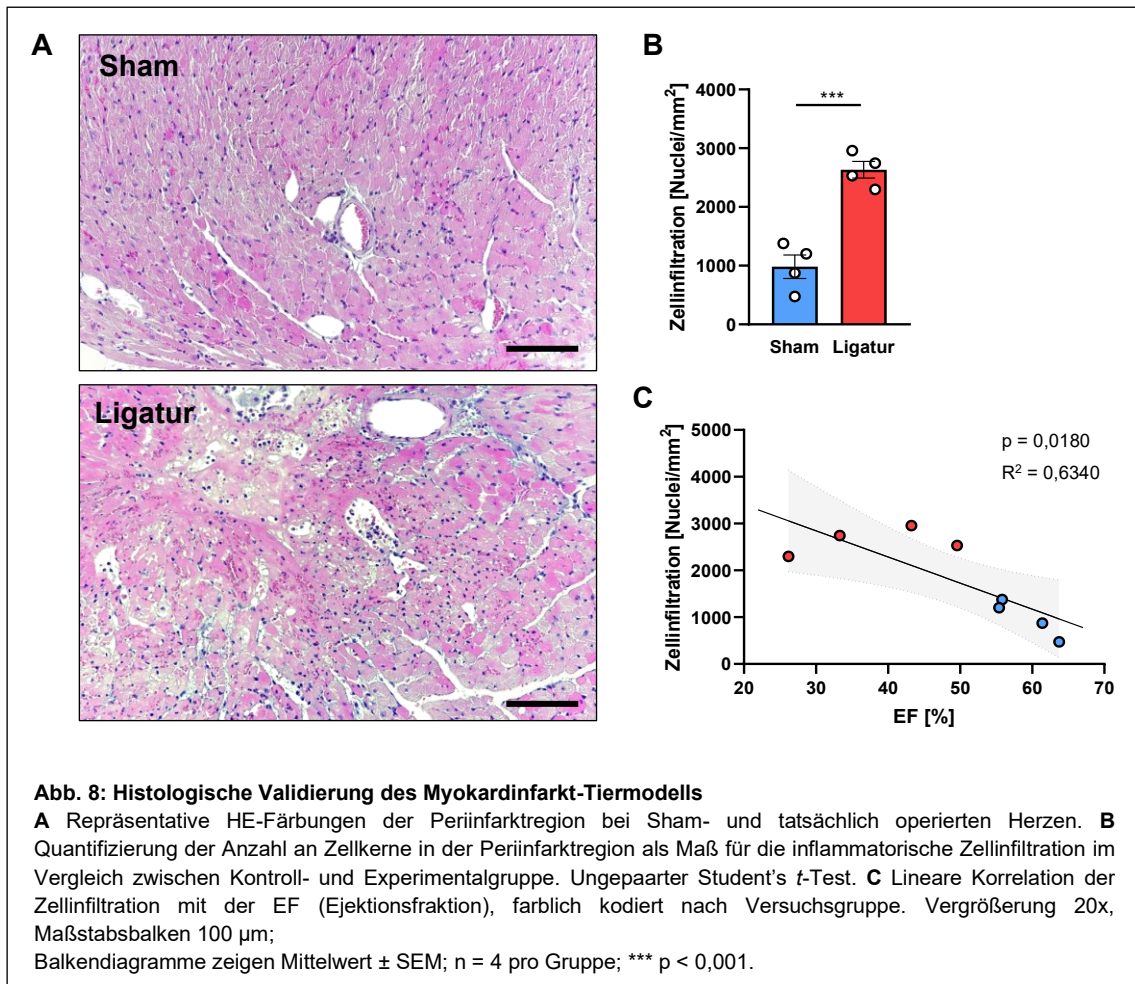 A
Sham
Ligatur
B
Zellinfiltration [Nuclei/mm²]
4000
3000
2000
1000
0
***
Sham
Ligatur
C
Zellinfiltration [Nuclei/mm²]
5000
4000
3000
2000
1000
0
p = 0,0180
R² = 0,6340
20
30
40
50
60
70
EF [%]
Abb. 8: Histologische Validierung des Myokardinfarkt-Tiermodells
A Repräsentative HE-Färbungen der Periinfarktregion bei Sham- und tatsächlich operierten Herzen. B
Quantifizierung der Anzahl an Zellkerne in der Periinfarktregion als Maß für die inflammatorische Zellinfiltration im
Vergleich zwischen Kontroll- und Experimentalgruppe. Ungepaarter Student’s t-Test. C Lineare Korrelation der
Zellinfiltration mit der EF (Ejektionsfraktion), farblich kodiert nach Versuchsgruppe. Vergrößerung 20x,
Maßstabsbalken 100 µm;
Balkendiagramme zeigen Mittelwert ± SEM; n = 4 pro Gruppe; *** p < 0,001.